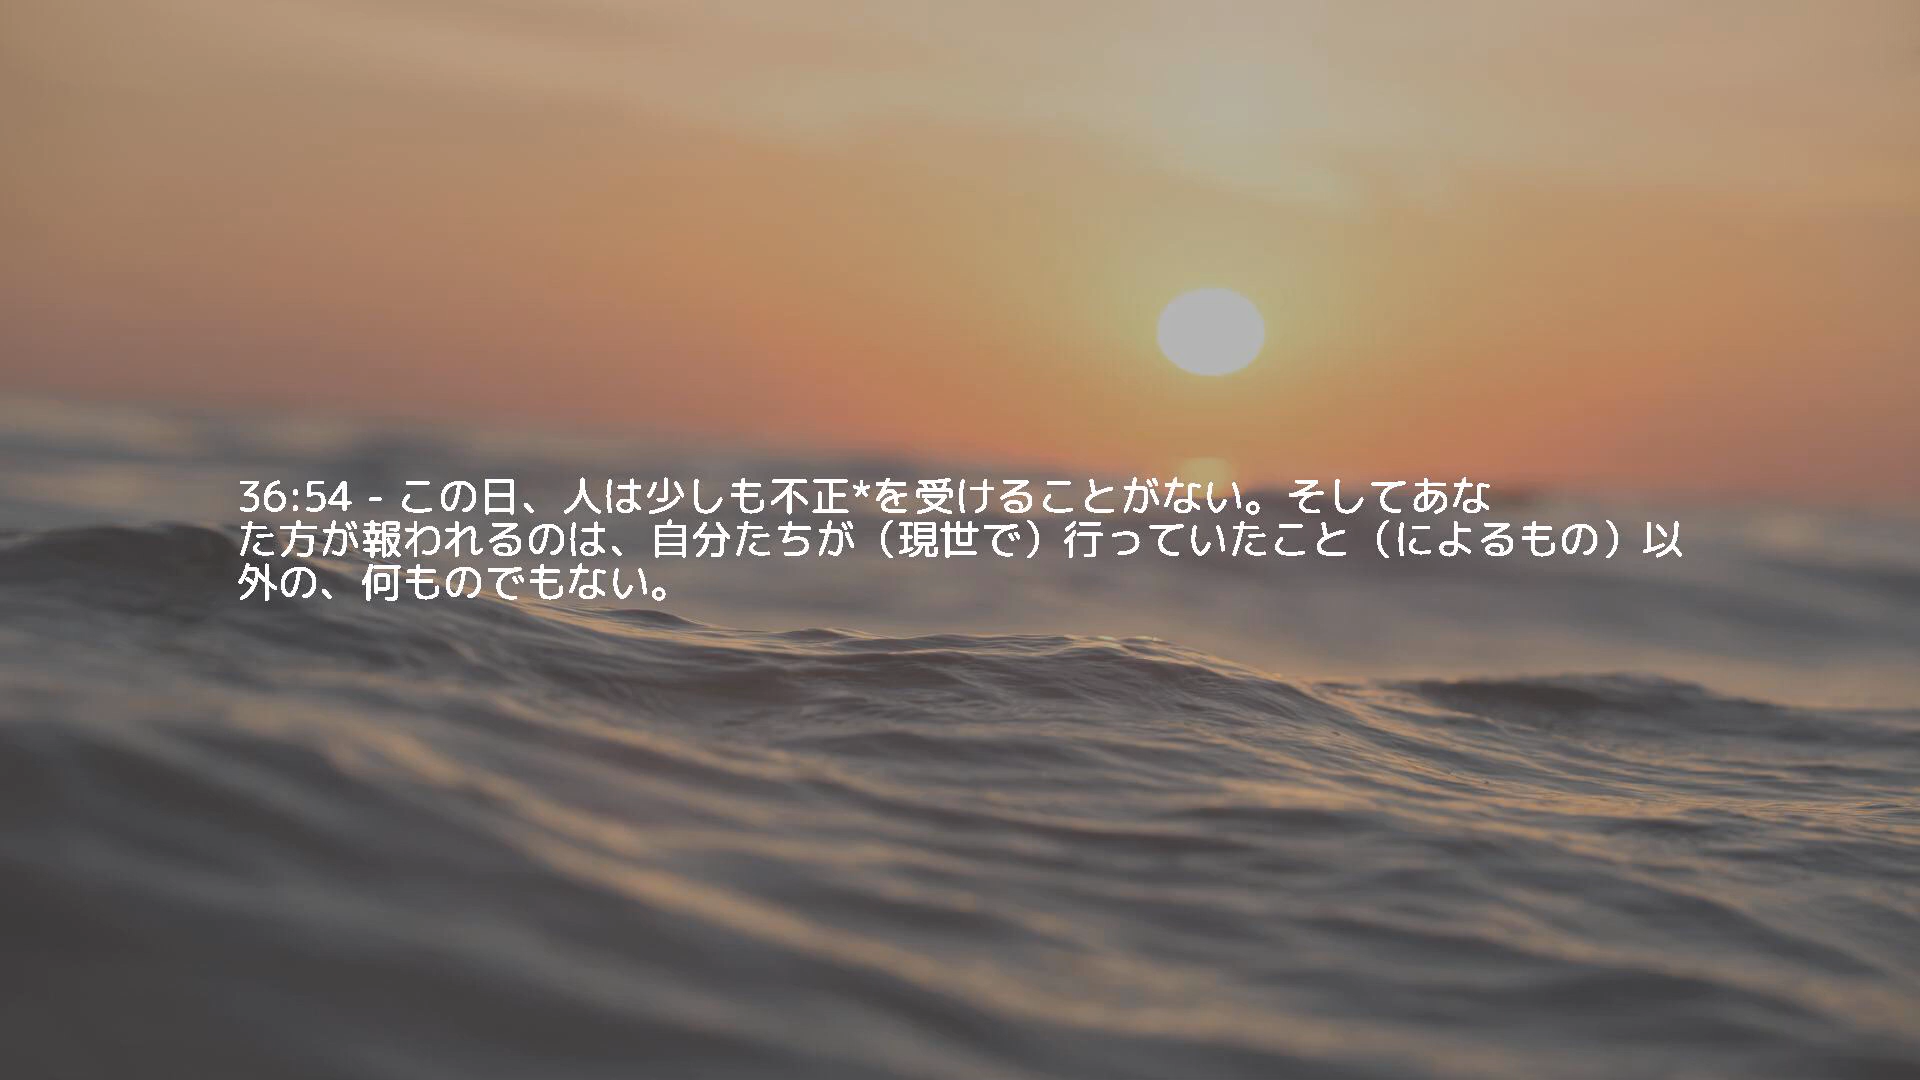 36:54 - この日、人は少しも不正*を受けることがない。そしてあな
た方が報われるのは、自分たちが（現世で）行っていたこと（によるもの）以
外の、何ものでもない。